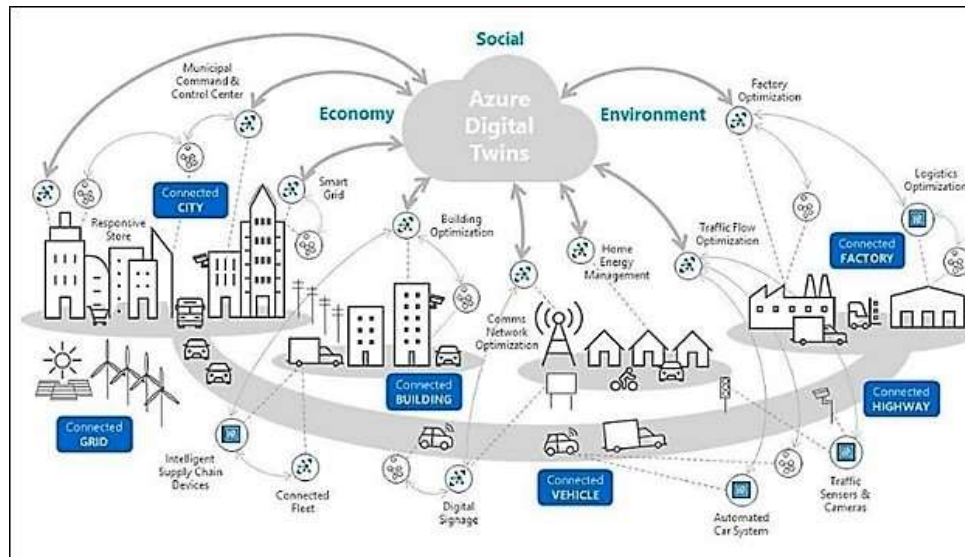 Social
Municipal
Command &
Control Center
Economy
Azure
Digital
Twins
Environment
Factory
Optimization
Connected
CITY
Smart
Grid
Logistics
Optimization
Responsive
Store
Building
Optimization
Home
Energy
Management
Traffic Flow
Optimization
Connected
FACTORY
Comms
Network
Optimization
Connected
GRID
Connected
BUILDING
Connected
HIGHWAY
Intelligent
Supply Chain
Devices
Connected
Fleet
Digital
Signage
Connected
VEHICLE
Automated
Car System
Traffic
Sensors &
Cameras